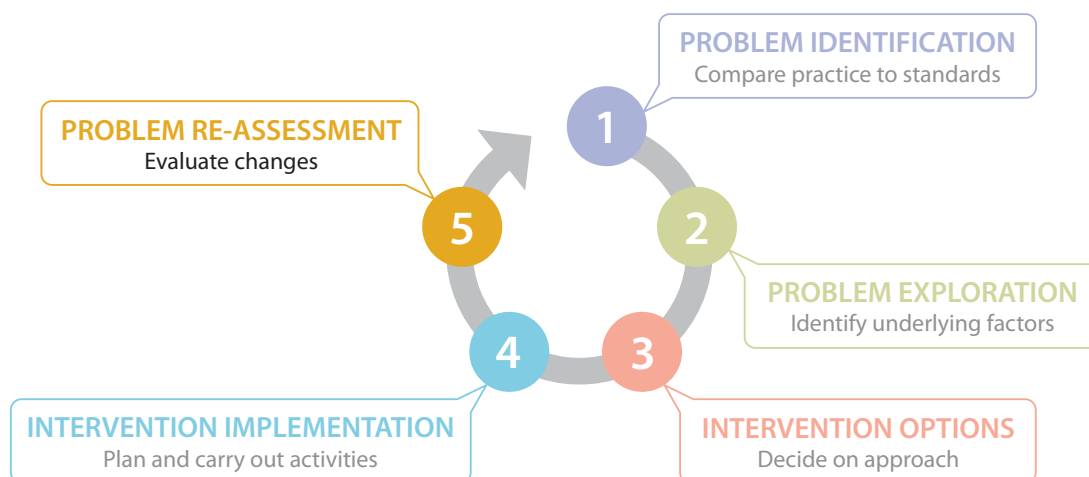 1
PROBLEM IDENTIFICATION
Compare practice to standards
2
PROBLEM EXPLORATION
Identify underlying factors
3
INTERVENTION OPTIONS
Decide on approach
4
INTERVENTION IMPLEMENTATION
Plan and carry out activities
5
PROBLEM RE-ASSESSMENT
Evaluate changes